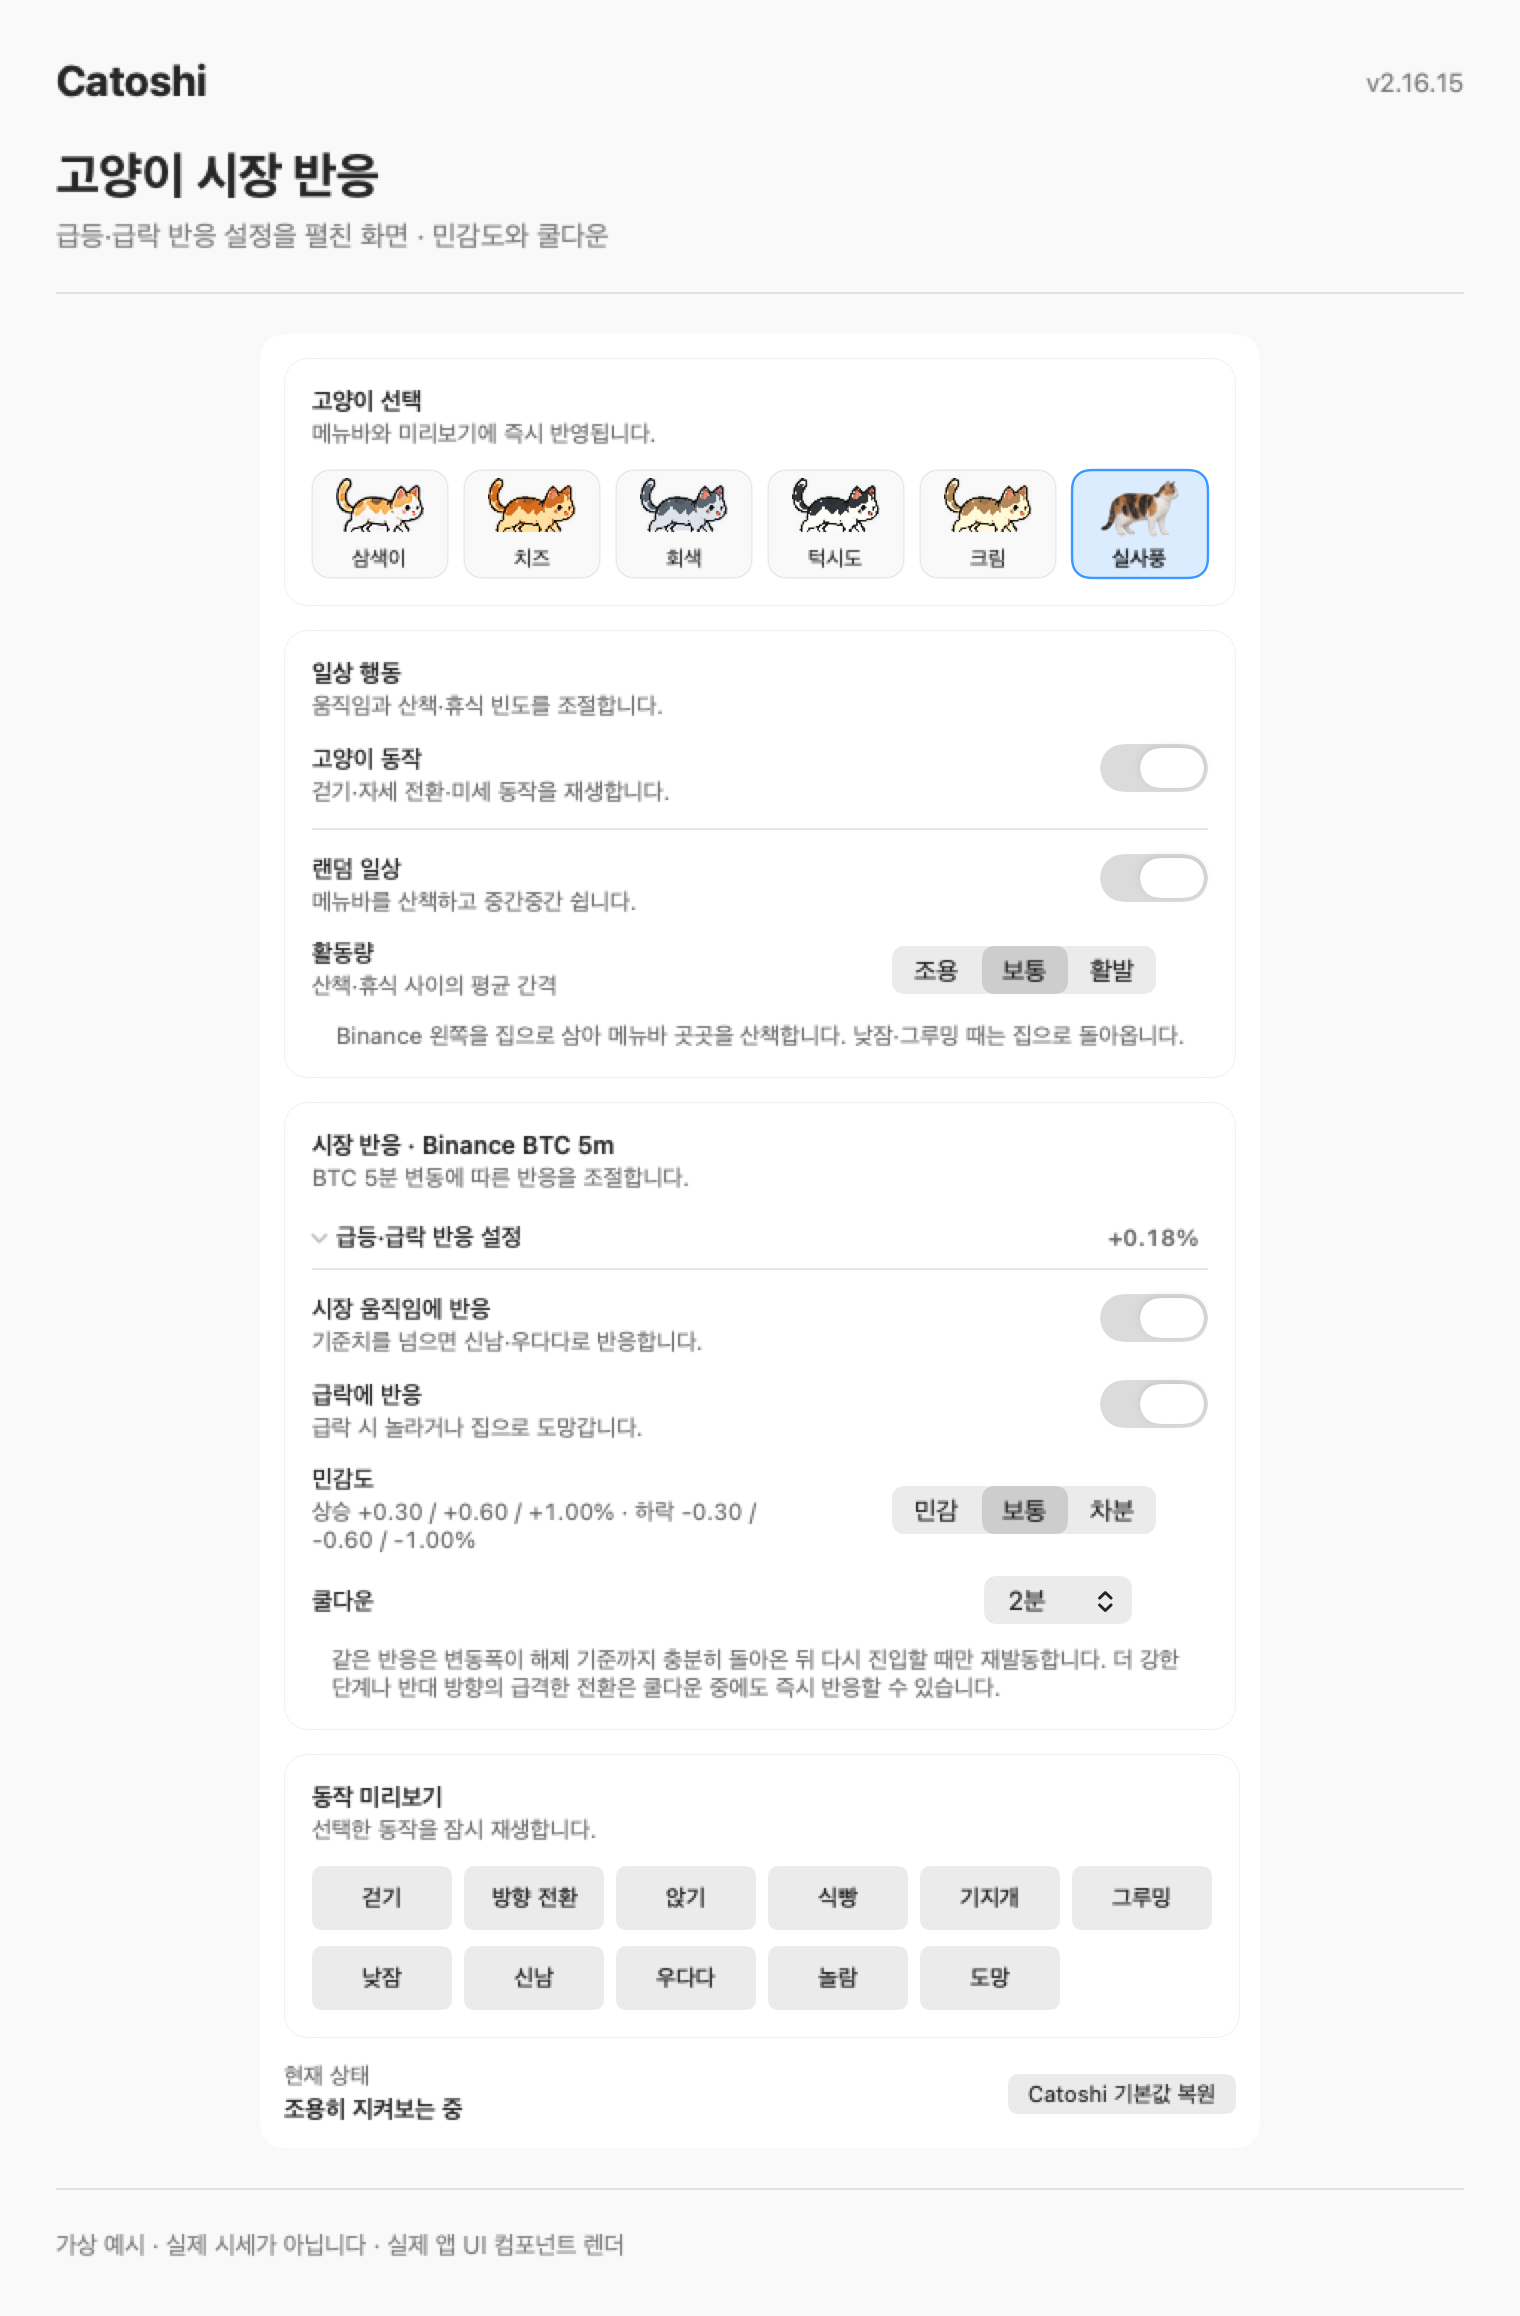 Catoshi
v2.16.15
고양이 시장 반응
급등·급락 반응 설정을 펼친 화면 · 민감도와 쿨다운
고양이 선택
메뉴바와 미리보기에 즉시 반영됩니다.
삼색이
치즈
회색
턱시도
크림
실사풍
일상 행동
움직임과 산책·휴식 빈도를 조절합니다.
고양이 동작
걷기·자세 전환·미세 동작을 재생합니다.
랜덤 일상
메뉴바를 산책하고 중간중간 쉽니다.
활동량
산책·휴식 사이의 평균 간격
조용
보통
활발
Binance 왼쪽을 집으로 삼아 메뉴바 곳곳을 산책합니다. 낮잠·그루밍 때는 집으로 돌아옵니다.
시장 반응 · Binance BTC 5m
BTC 5분 변동에 따른 반응을 조절합니다.
급등·급락 반응 설정
+0.18%
시장 움직임에 반응
기준치를 넘으면 신남·우다다로 반응합니다.
급락에 반응
급락 시 놀라거나 집으로 도망갑니다.
민감도
상승 +0.30 / +0.60 / +1.00% · 하락 -0.30 /
-0.60 / -1.00%
민감
보통
차분
쿨다운
2분
같은 반응은 변동폭이 해제 기준까지 충분히 돌아온 뒤 다시 진입할 때만 재발동합니다. 더 강한
단계나 반대 방향의 급격한 전환은 쿨다운 중에도 즉시 반응할 수 있습니다.
동작 미리보기
선택한 동작을 잠시 재생합니다.
걷기
방향 전환
앉기
식빵
기지개
그루밍
낮잠
신남
우다다
놀람
도망
현재 상태
조용히 지켜보는 중
Catoshi 기본값 복원
가상 예시 · 실제 시세가 아닙니다 · 실제 앱 UI 컴포넌트 렌더